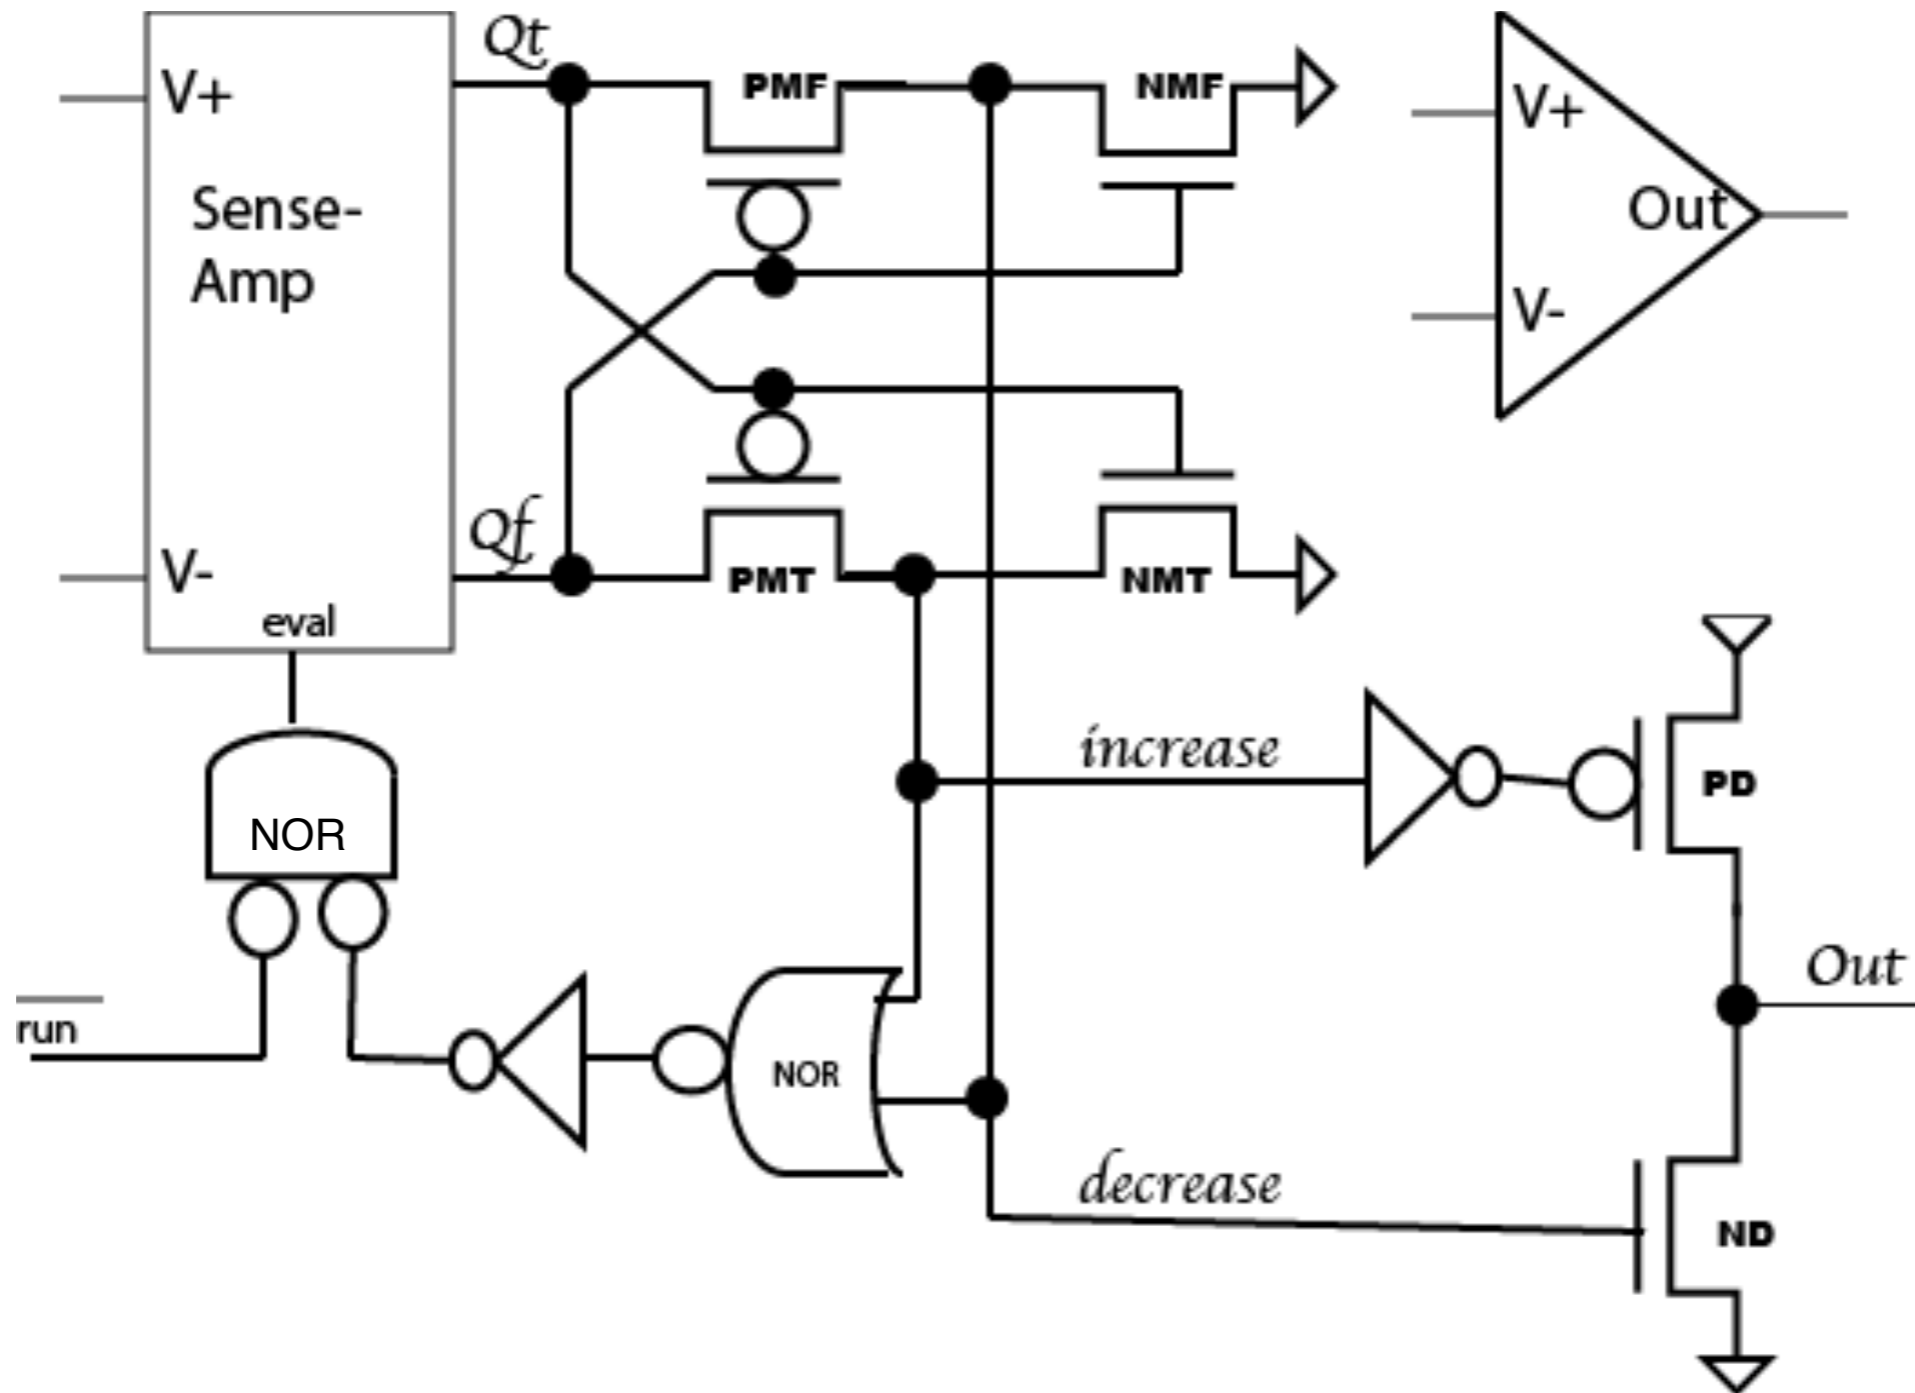 Qt
V+
PMF
NMF
V+
Sense-
Amp
Out
V-
Qf
V-
PMT
NMT
eval
increase
PD
NOR
Out
run
NOR
decrease
ND